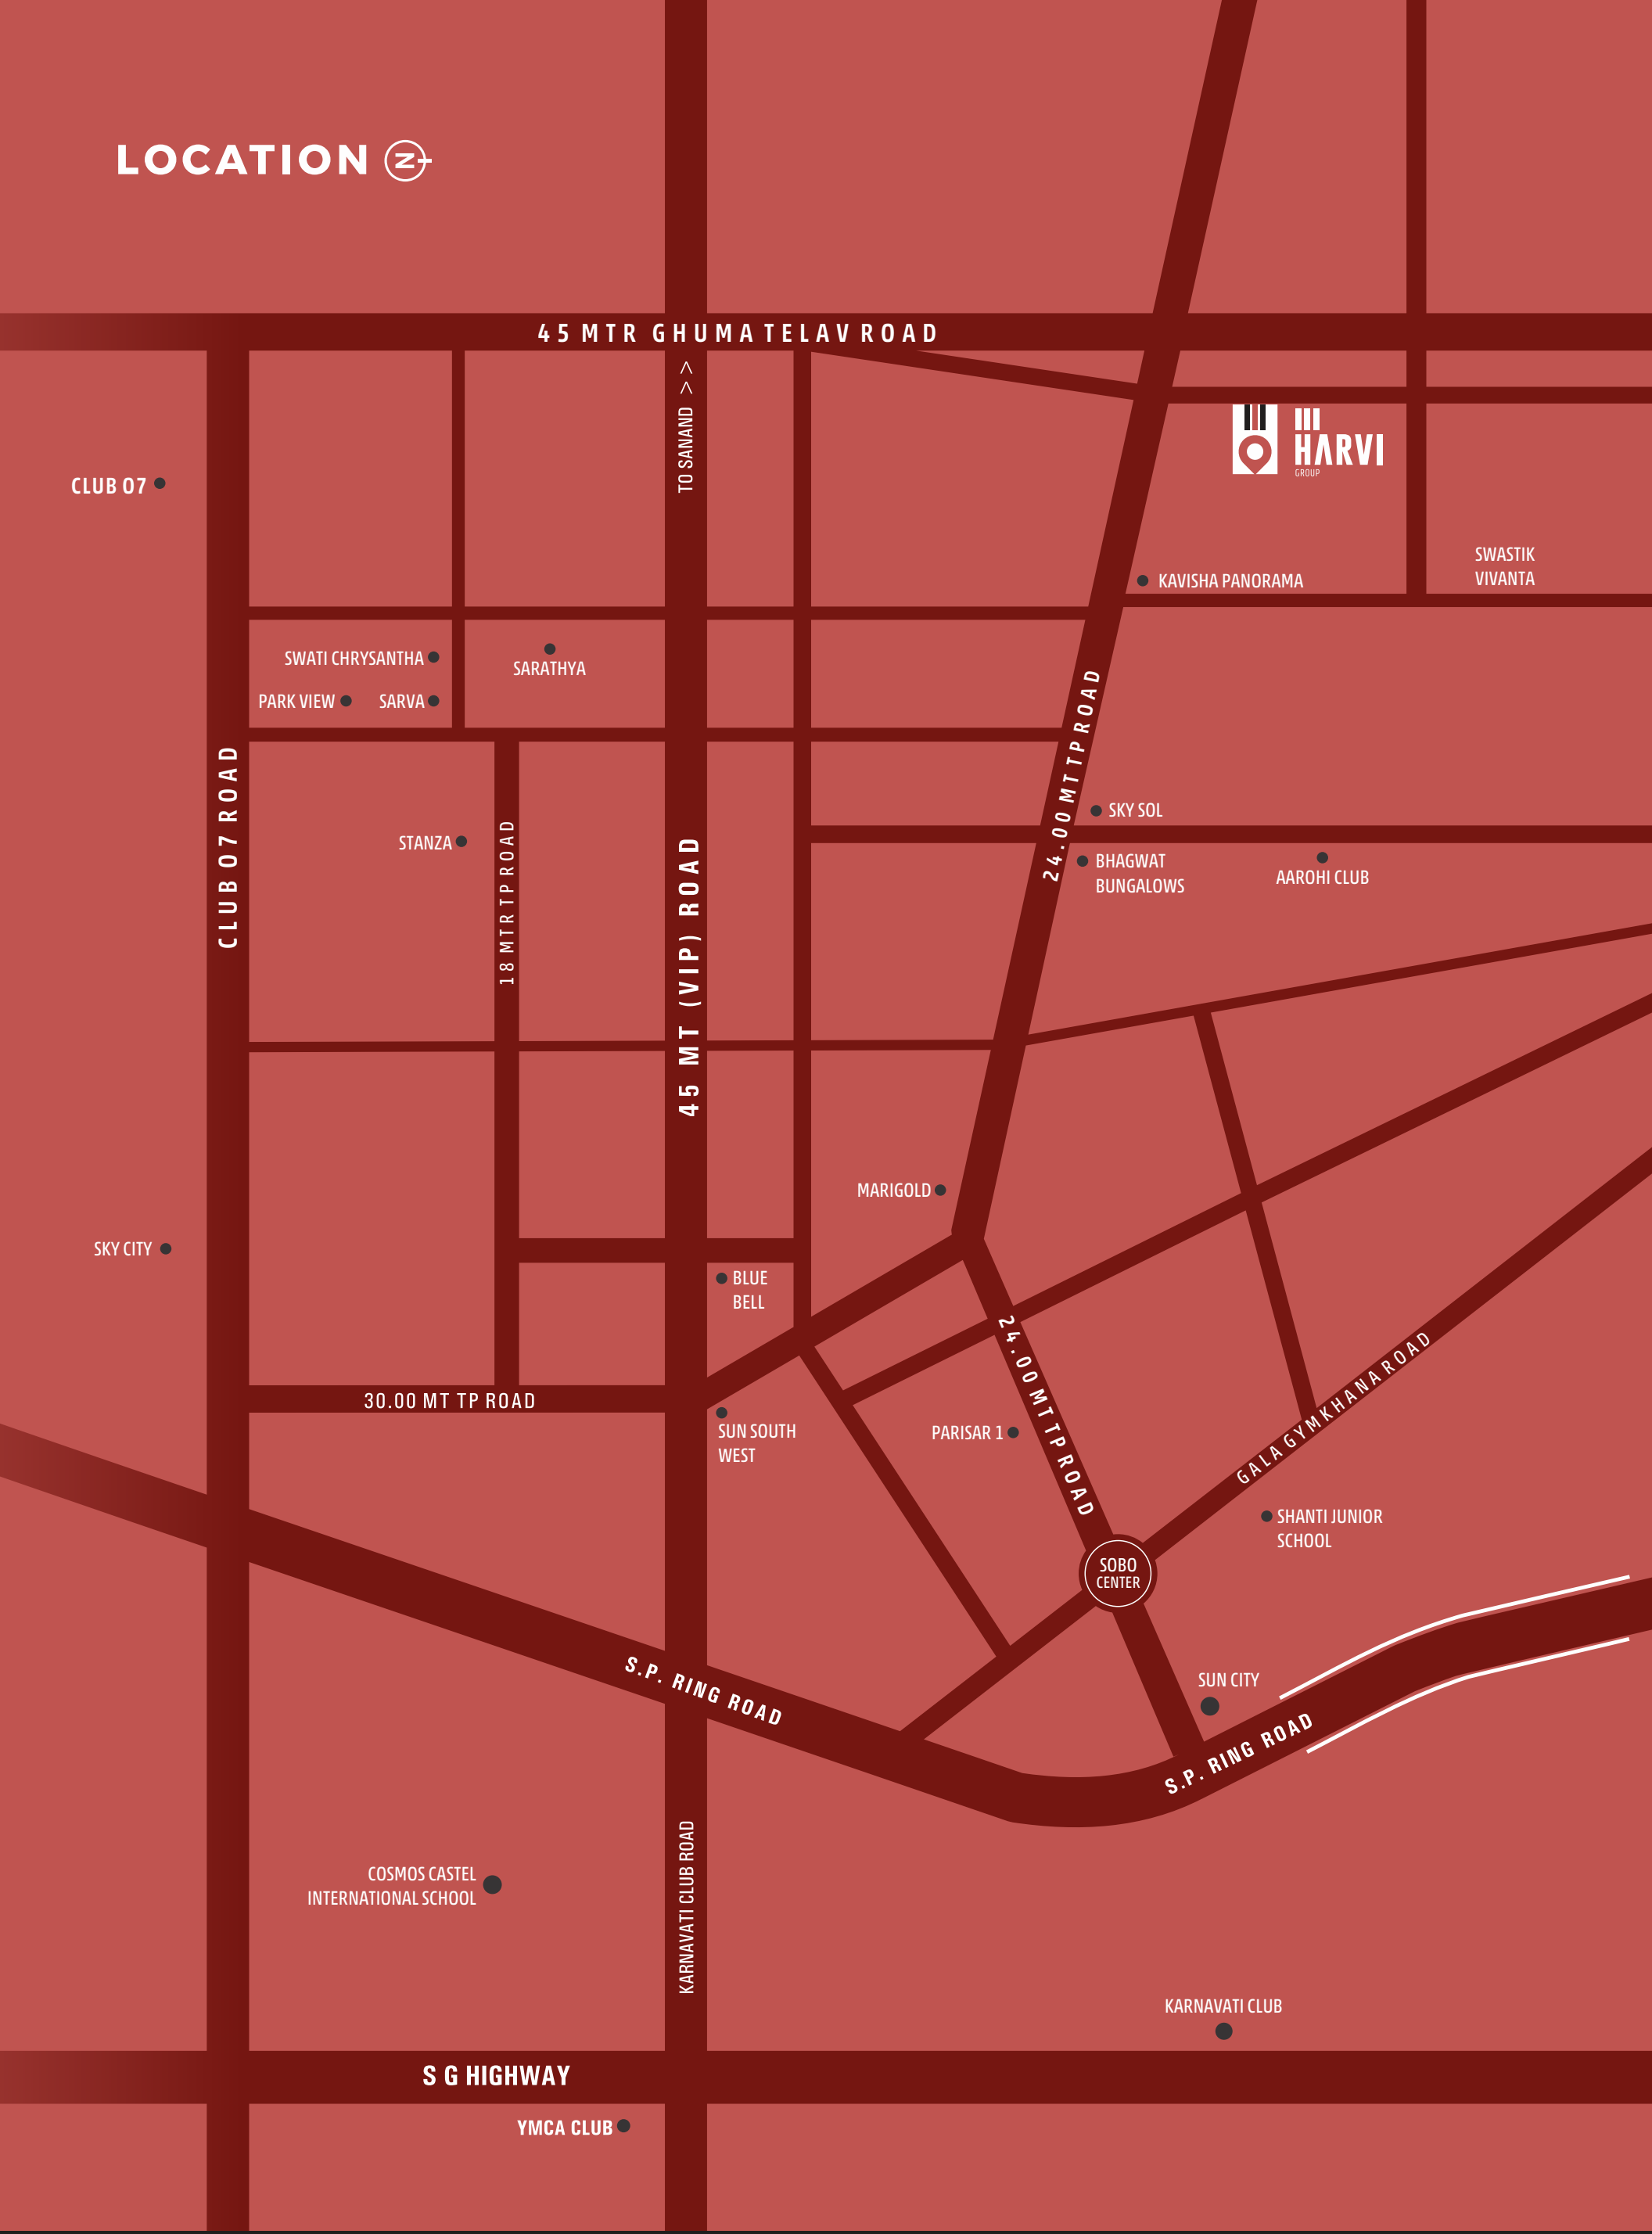 LOCATION N
45 MTR GHUMA TELAV ROAD
TO SANAND >>
HARVI
GROUP
CLUB O7
KAVISHA PANORAMA
SWASTIK
VIVANTA
SWATI CHRYSANTHA
SARATHYA
PARK VIEW
SARVA
CLUB O7 ROAD
STANZA
18 MTR TP ROAD
45 MT (VIP) ROAD
24.00 MT TP ROAD
SKY SOL
BHAGWAT
BUNGALOWS
AAROHI CLUB
MARIGOLD
SKY CITY
BLUE
BELL
30.00 MT TP ROAD
SUN SOUTH
WEST
24.00 MT TP ROAD
PARISAR 1
GALA GYMKHANA ROAD
SHANTI JUNIOR
SCHOOL
SOBO
CENTER
S.P. RING ROAD
SUN CITY
S.P. RING ROAD
COSMOS CASTEL
INTERNATIONAL SCHOOL
KARNAVATI CLUB ROAD
KARNAVATI CLUB
S G HIGHWAY
YMCA CLUB